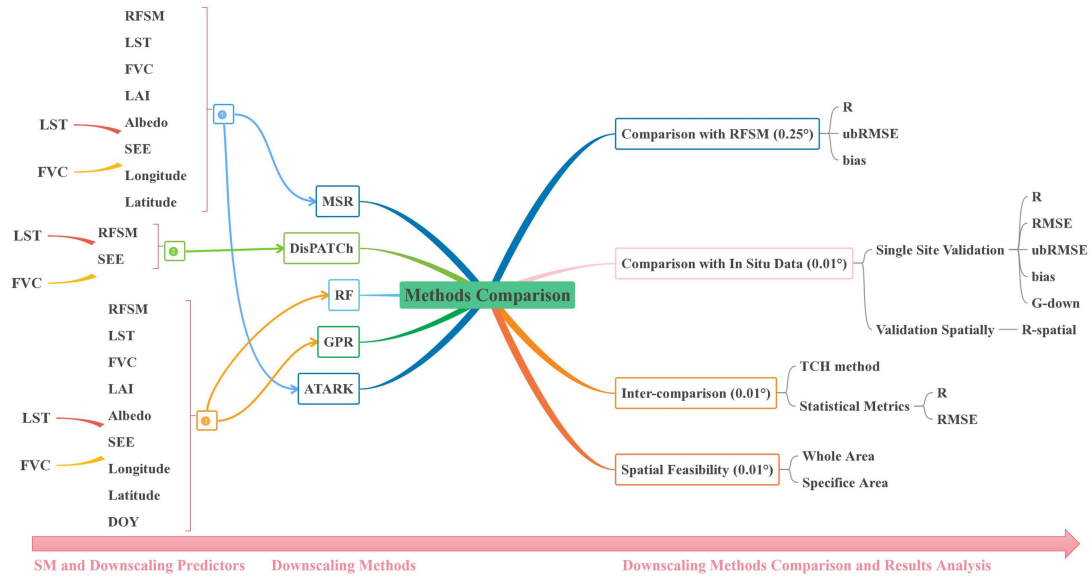 RFSM
LST
FVC
LAI
Albedo
SEE
Longitude
Latitude
LST
FVC
1
MSR
RFSM
SEE
LST
FVC
2
DisPATCh
RFSM
LST
FVC
LAI
Albedo
SEE
Longitude
Latitude
DOY
LST
FVC
3
RF
GPR
ATARK
Methods Comparison
Comparison with RFSM (0.25°)
R
ubRMSE
bias
Comparison with In Situ Data (0.01°)
Single Site Validation
R
RMSE
ubRMSE
bias
G-down
Validation Spatially
R-spatial
Inter-comparison (0.01°)
TCH method
Statistical Metrics
R
RMSE
Spatial Feasibility (0.01°)
Whole Area
Specifice Area
SM and Downscaling Predictors
Downscaling Methods
Downscaling Methods Comparison and Results Analysis